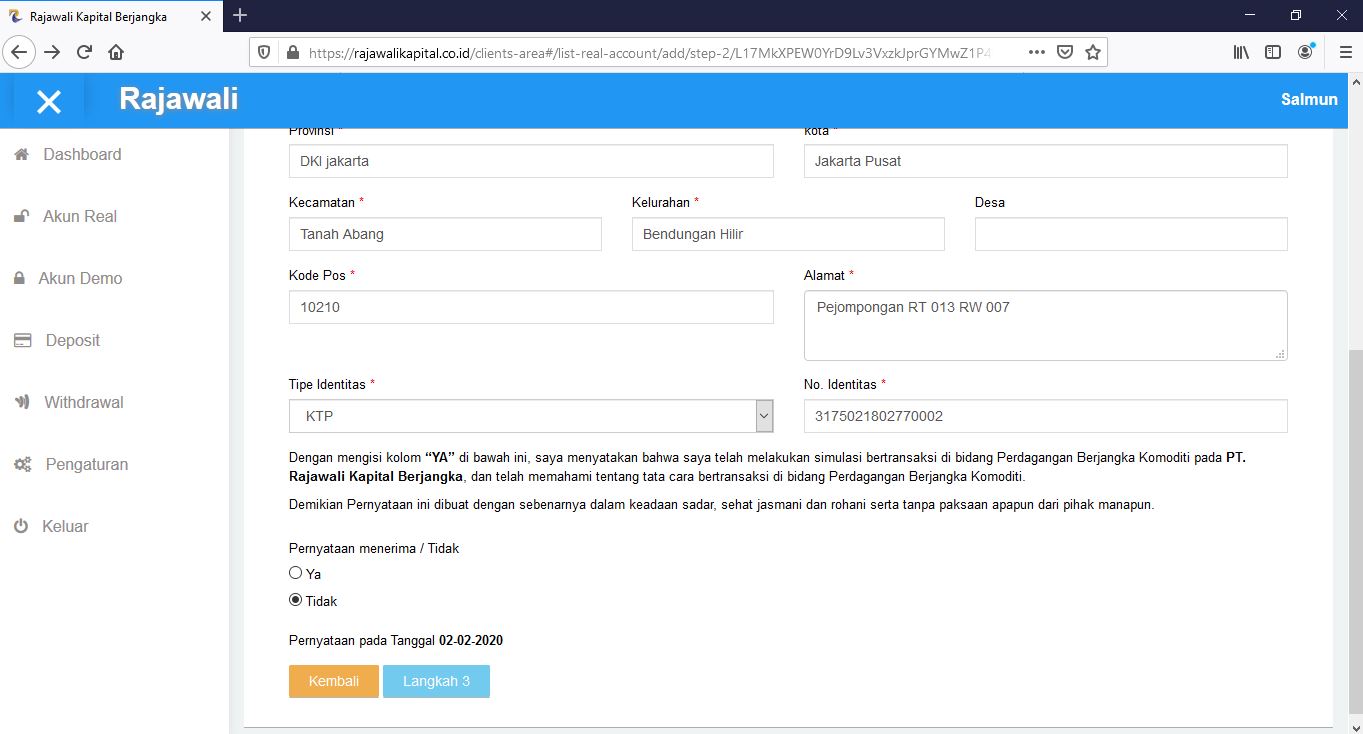 Rajawali Kapital Berjangka
https://rajawalikapital.co.id/clients-area#/list-real-account/add/step-2/L17MkXPEW0YrD9Lv3VxzkJprGYMwZ1P4
Rajawali
Salmun
Dashboard
Akun Real
Akun Demo
Deposit
Withdrawal
Pengaturan
Keluar
Provinsi *
kota *
DKI jakarta
Jakarta Pusat
Kecamatan *
Kelurahan *
Desa
Tanah Abang
Bendungan Hilir
Kode Pos *
Alamat *
10210
Pejompongan RT 013 RW 007
Tipe Identitas *
No. Identitas *
KTP
3175021802770002
Dengan mengisi kolom “YA” di bawah ini, saya menyatakan bahwa saya telah melakukan simulasi bertransaksi di bidang Perdagangan Berjangka Komoditi pada PT.
Rajawali Kapital Berjangka, dan telah memahami tentang tata cara bertransaksi di bidang Perdagangan Berjangka Komoditi.
Demikian Pernyataan ini dibuat dengan sebenarnya dalam keadaan sadar, sehat jasmani dan rohani serta tanpa paksaan apapun dari pihak manapun.
Pernyataan menerima / Tidak
Ya
Tidak
Pernyataan pada Tanggal 02-02-2020
Kembali
Langkah 3